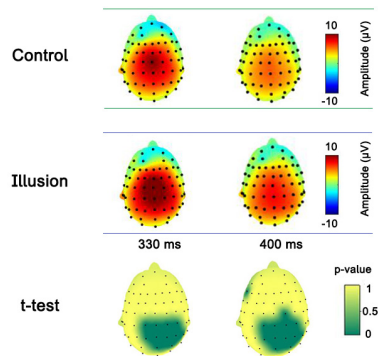 Control
10
-10
Amplitude (µV)
Illusion
10
-10
Amplitude (µV)
330 ms
400 ms
t-test
p-value
1
0.5
0